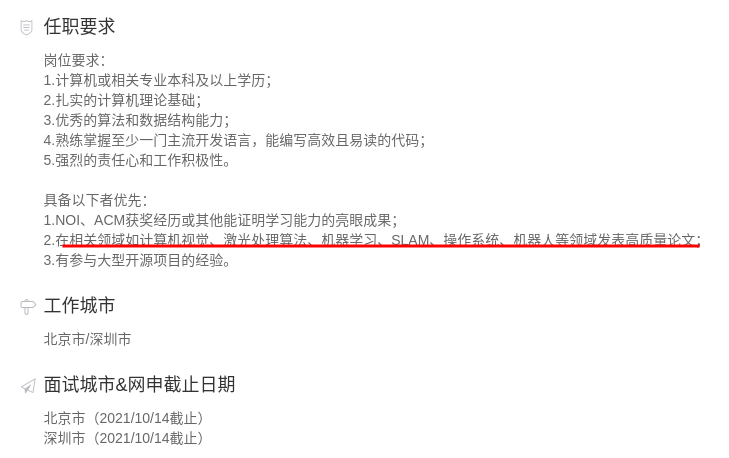 任职要求
岗位要求：
1.计算机或相关专业本科及以上学历；
2.扎实的计算机理论基础；
3.优秀的算法和数据结构能力；
4.熟练掌握至少一门主流开发语言，能编写高效且易读的代码；
5.强烈的责任心和工作积极性。
具备以下者优先：
1.NOI、ACM获奖经历或其他能证明学习能力的亮眼成果；
2.在相关领域如计算机视觉、激光处理算法、机器学习、SLAM、操作系统、机器人等领域发表高质量论文；
3.有参与大型开源项目的经验。
工作城市
北京市/深圳市
面试城市&网申截止日期
北京市（2021/10/14截止）
深圳市（2021/10/14截止）